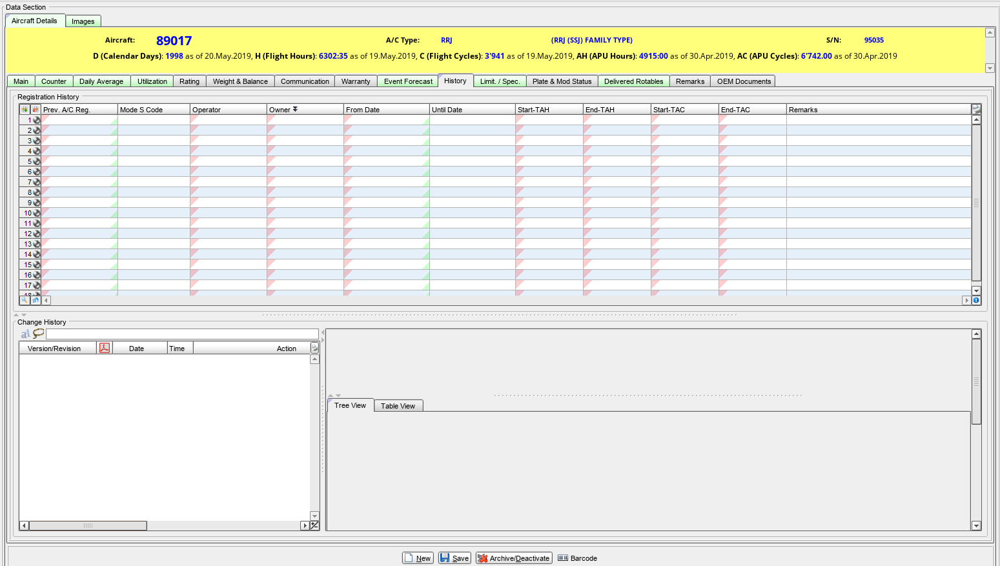 Data Section
Aircraft Details Images
Aircraft: 89017 A/C Type: RRJ (RRJ (SSJ) FAMILY TYPE) S/N: 95035
D (Calendar Days): 1998 as of 20.May.2019, H (Flight Hours): 6302:35 as of 19.May.2019, C (Flight Cycles): 3'941 as of 19.May.2019, AH (APU Hours): 4915:00 as of 30.Apr.2019, AC (APU Cycles): 6'742.00 as of 30.Apr.2019
Main Counter Daily Average Utilization Rating Weight & Balance Communication Warranty Event Forecast History Limit. / Spec. Plate & Mod Status Delivered Rotables Remarks OEM Documents
Registration History
Prev. A/C Reg. Mode S Code Operator Owner From Date Until Date Start-TAH End-TAH Start-TAC End-TAC Remarks
1
2
3
4
5
6
7
8
9
10
11
12
13
14
15
16
17
18
Change History
aI
Version/Revision Date Time Action
Tree View Table View
New Save Archive/Deactivate Barcode